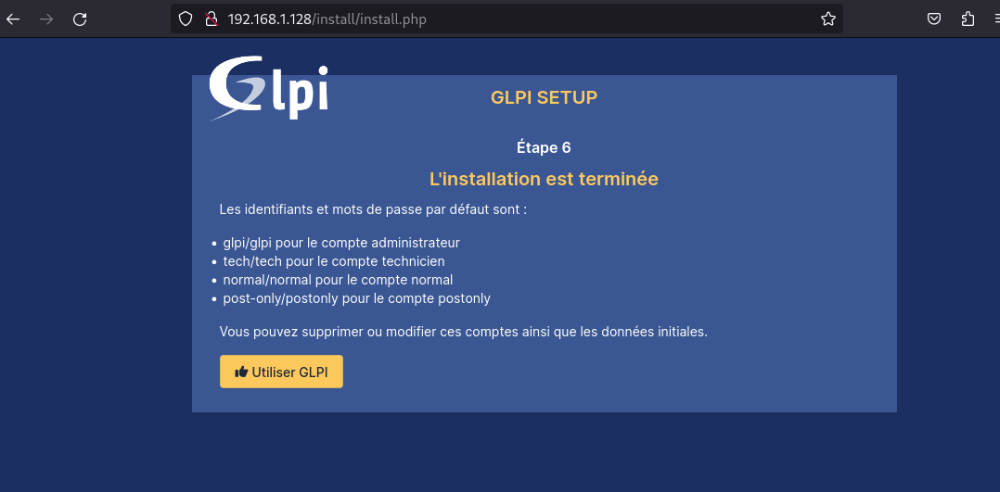 192.168.1.128/install/install.php
Glpi
GLPI SETUP
Étape 6
L'installation est terminée
Les identifiants et mots de passe par défaut sont :
• glpi/glpi pour le compte administrateur
• tech/tech pour le compte technicien
• normal/normal pour le compte normal
• post-only/postonly pour le compte postonly
Vous pouvez supprimer ou modifier ces comptes ainsi que les données initiales.
Utiliser GLPI